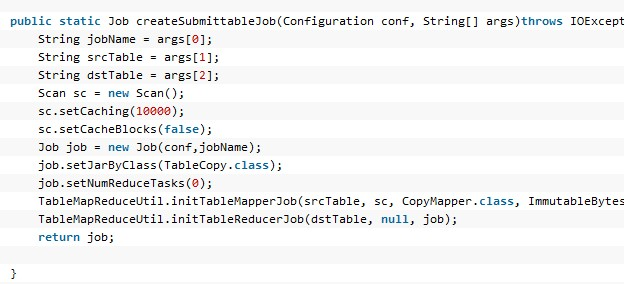 public static Job createSubmittableJob(Configuration conf, String[] args)throws IOExcept
String jobName = args[0];
String srcTable = args[1];
String dstTable = args[2];
Scan sc = new Scan();
sc.setCaching(10000);
sc.setCacheBlocks(false);
Job job = new Job(conf,jobName);
job.setJarByClass(TableCopy.class);
job.setNumReduceTasks(0);
TableMapReduceUtil.initTableMapperJob(srcTable, sc, CopyMapper.class, ImmutableBytes
TableMapReduceUtil.initTableReducerJob(dstTable, null, job);
return job;
}